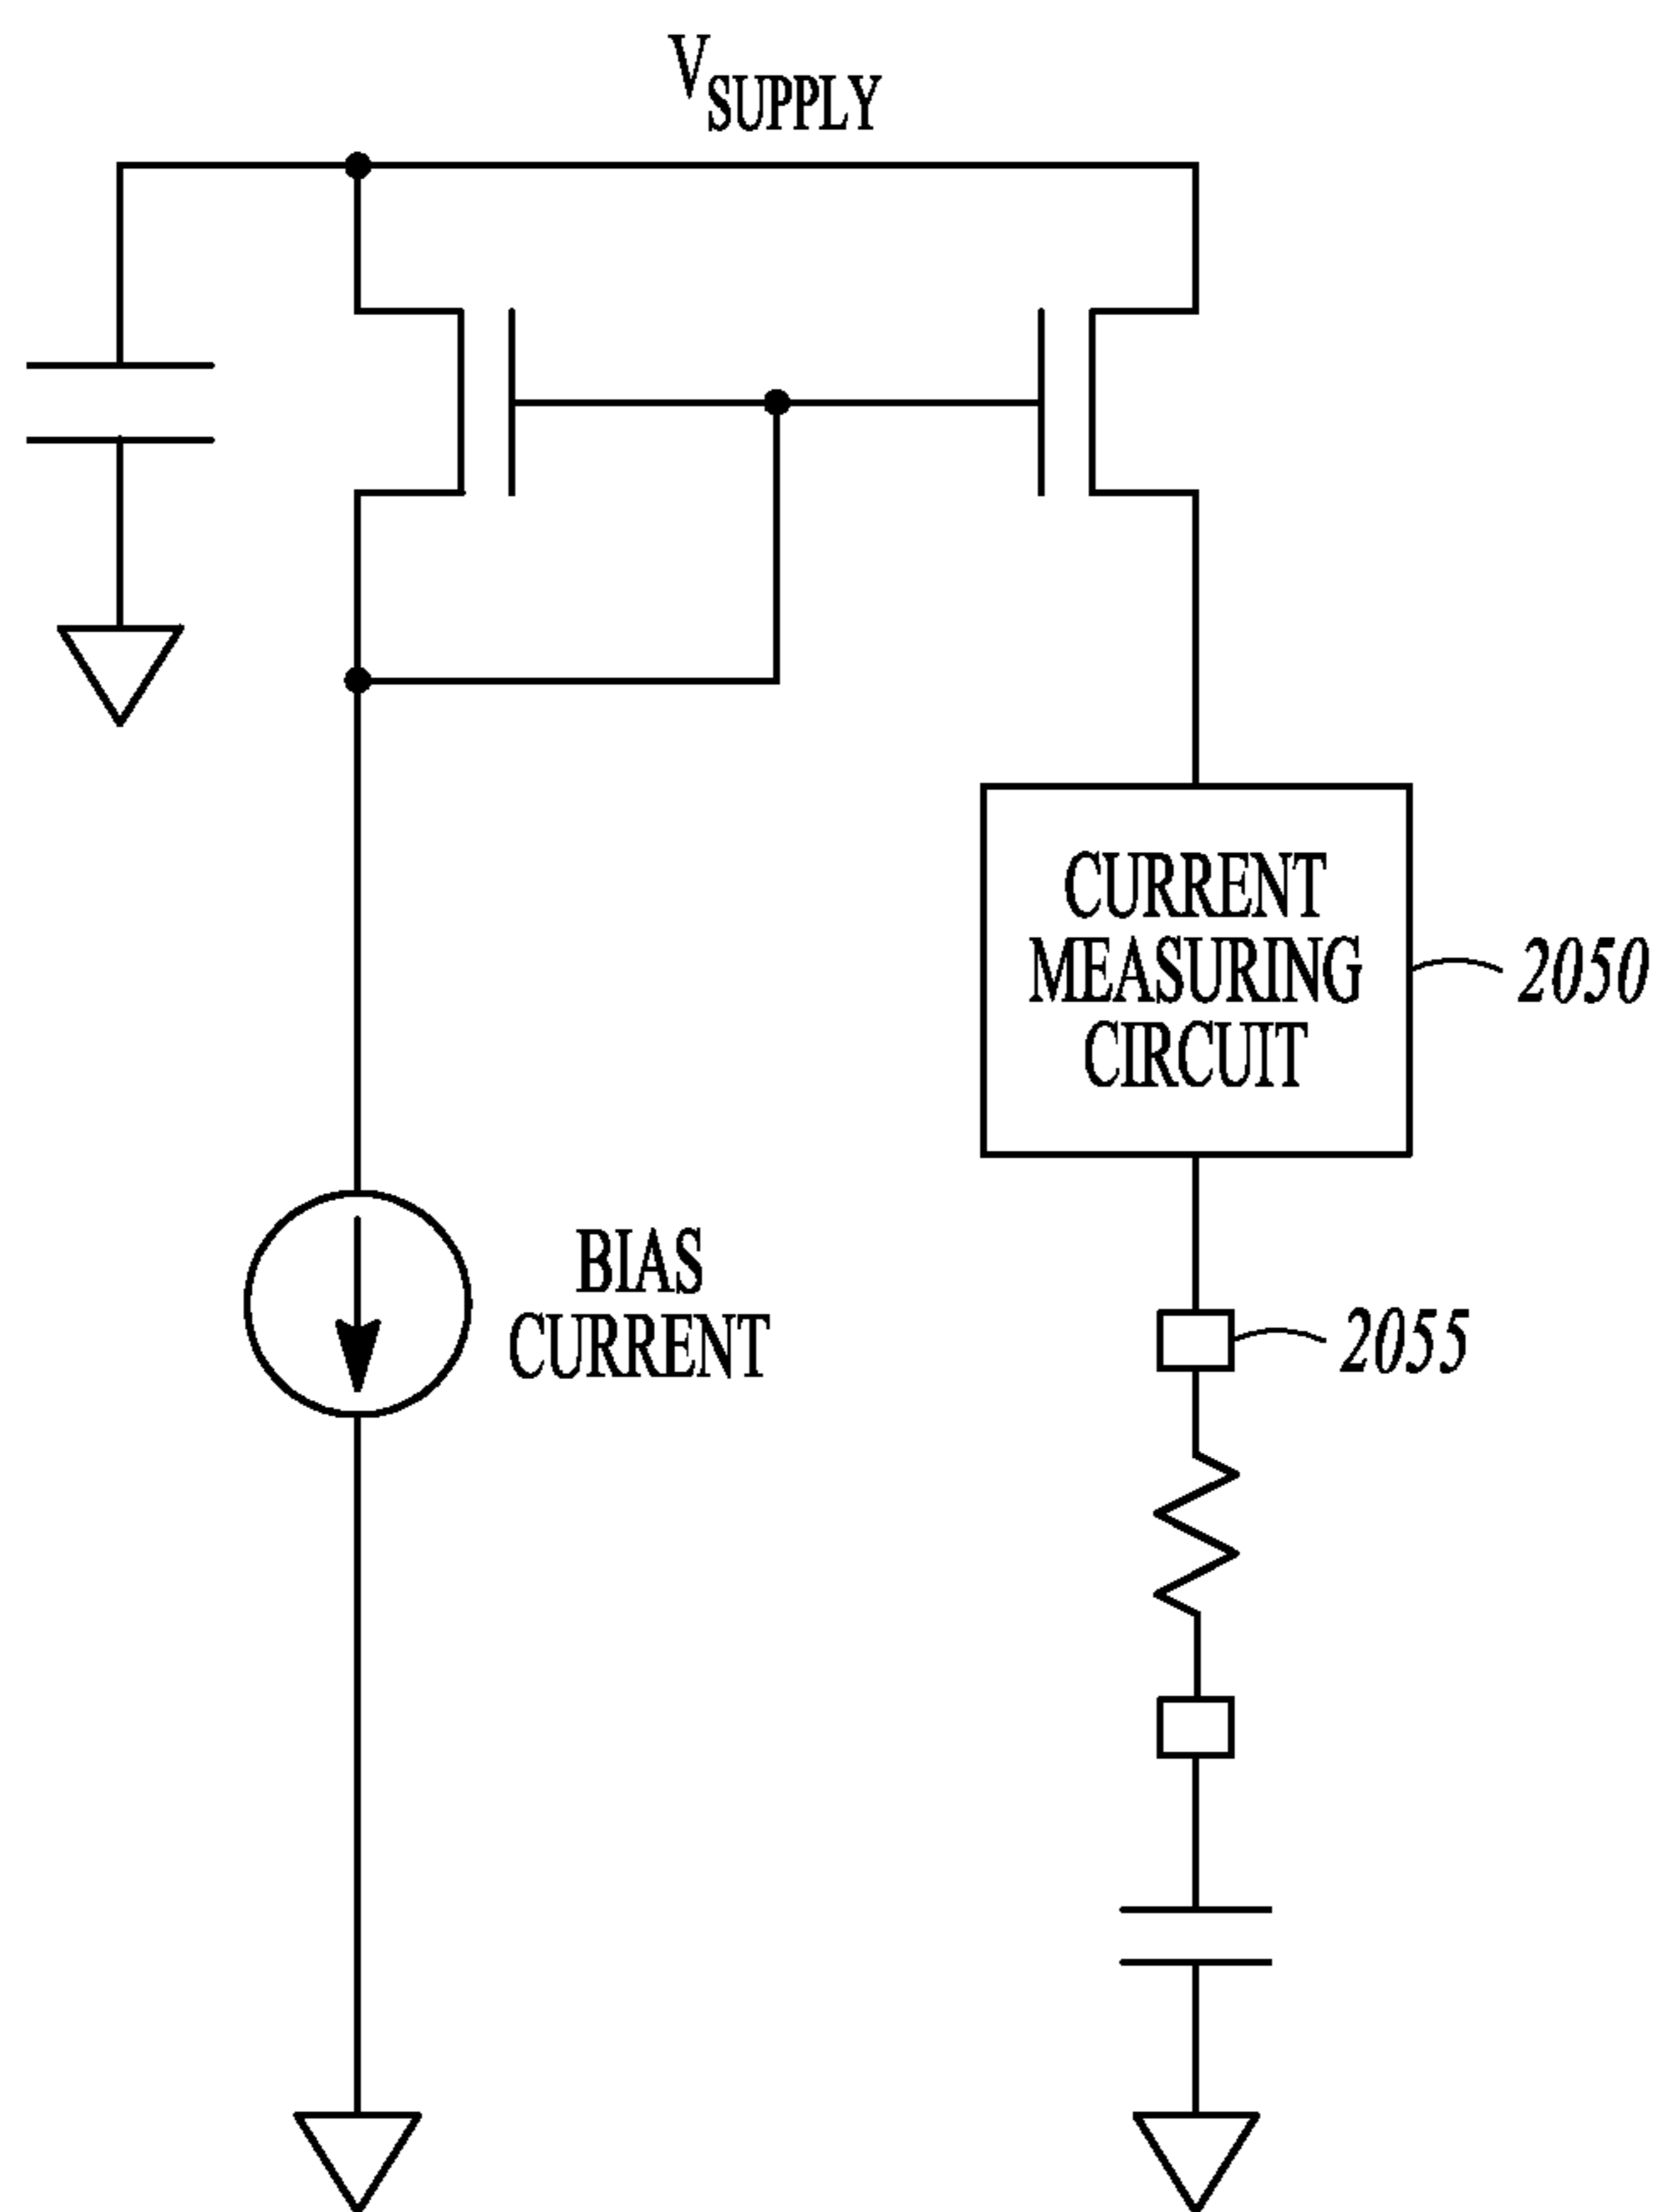 VSUPPLY
CURRENT
MEASURING
CIRCUIT
2050
BIAS
CURRENT
2055